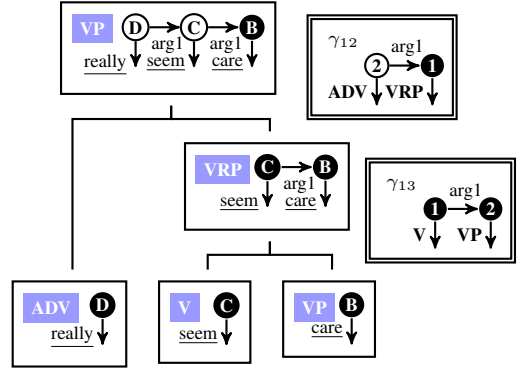 VP D C B
arg1 arg1
really seem care
γ12
2 arg1 1
ADV VRP
VRP C B
arg1
seem care
γ13
1 arg1 2
V VP
ADV D
really
V C
seem
VP B
care